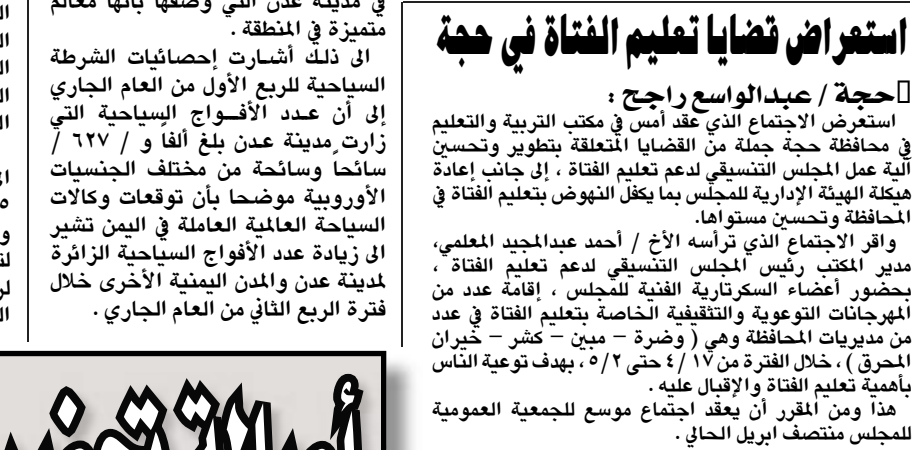 استعراض قضايا تعليم الفتاة في حجة
حجة / عبدالواسع راجح :
استعرض الاجتماع الذي عقد أمس في مكتب التربية والتعليم
في محافظة حجة جملة من القضايا المتعلقة بتطوير وتحسين
آلية عمل المجلس التنسيقي لدعم تعليم الفتاة ، إلى جانب إعادة
هيكلة الهيئة الإدارية للمجلس بما يكفل النهوض بتعليم الفتاة في
المحافظة وتحسين مستواها.
واقر الاجتماع الذي ترأسه الأخ / أحمد عبدالمجيد المعلمي،
مدير المكتب رئيس المجلس التنسيقي لدعم تعليم الفتاة ،
بحضور أعضاء السكرتارية الفنية للمجلس ، إقامة عدد من
المهرجانات التوعوية والتثقيفية الخاصة بتعليم الفتاة في عدد
من مديريات المحافظة وهي ( وضرة – مبين – كشر – خيران
المحرق ) ، خلال الفترة من ١٧ /٤ حتى ٥/٢ ، بهدف توعية الناس
بأهمية تعليم الفتاة والإقبال عليه .
هذا ومن المقرر أن يعقد اجتماع موسع للجمعية العمومية
للمجلس منتصف ابريل الحالي .
في مدينة عدن التي وصفها بأنها معالم
متميزة في المنطقة .
الى ذلك أشارت إحصائيات الشرطة
السياحية للربع الأول من العام الجاري
إلى أن عدد الأفـواج السياحية التي
زارت مدينة عدن بلغ ألفاً و / ٦٢٧ /
سائحا وسائحة من مختلف الجنسيات
الأوروبية موضحا بأن توقعات وكالات
السياحة العالمية العاملة في اليمن تشير
الى زيادة عدد الأفواج السياحية الزائرة
لمدينة عدن والمدن اليمنية الأخرى خلال
فترة الربع الثاني من العام الجاري .